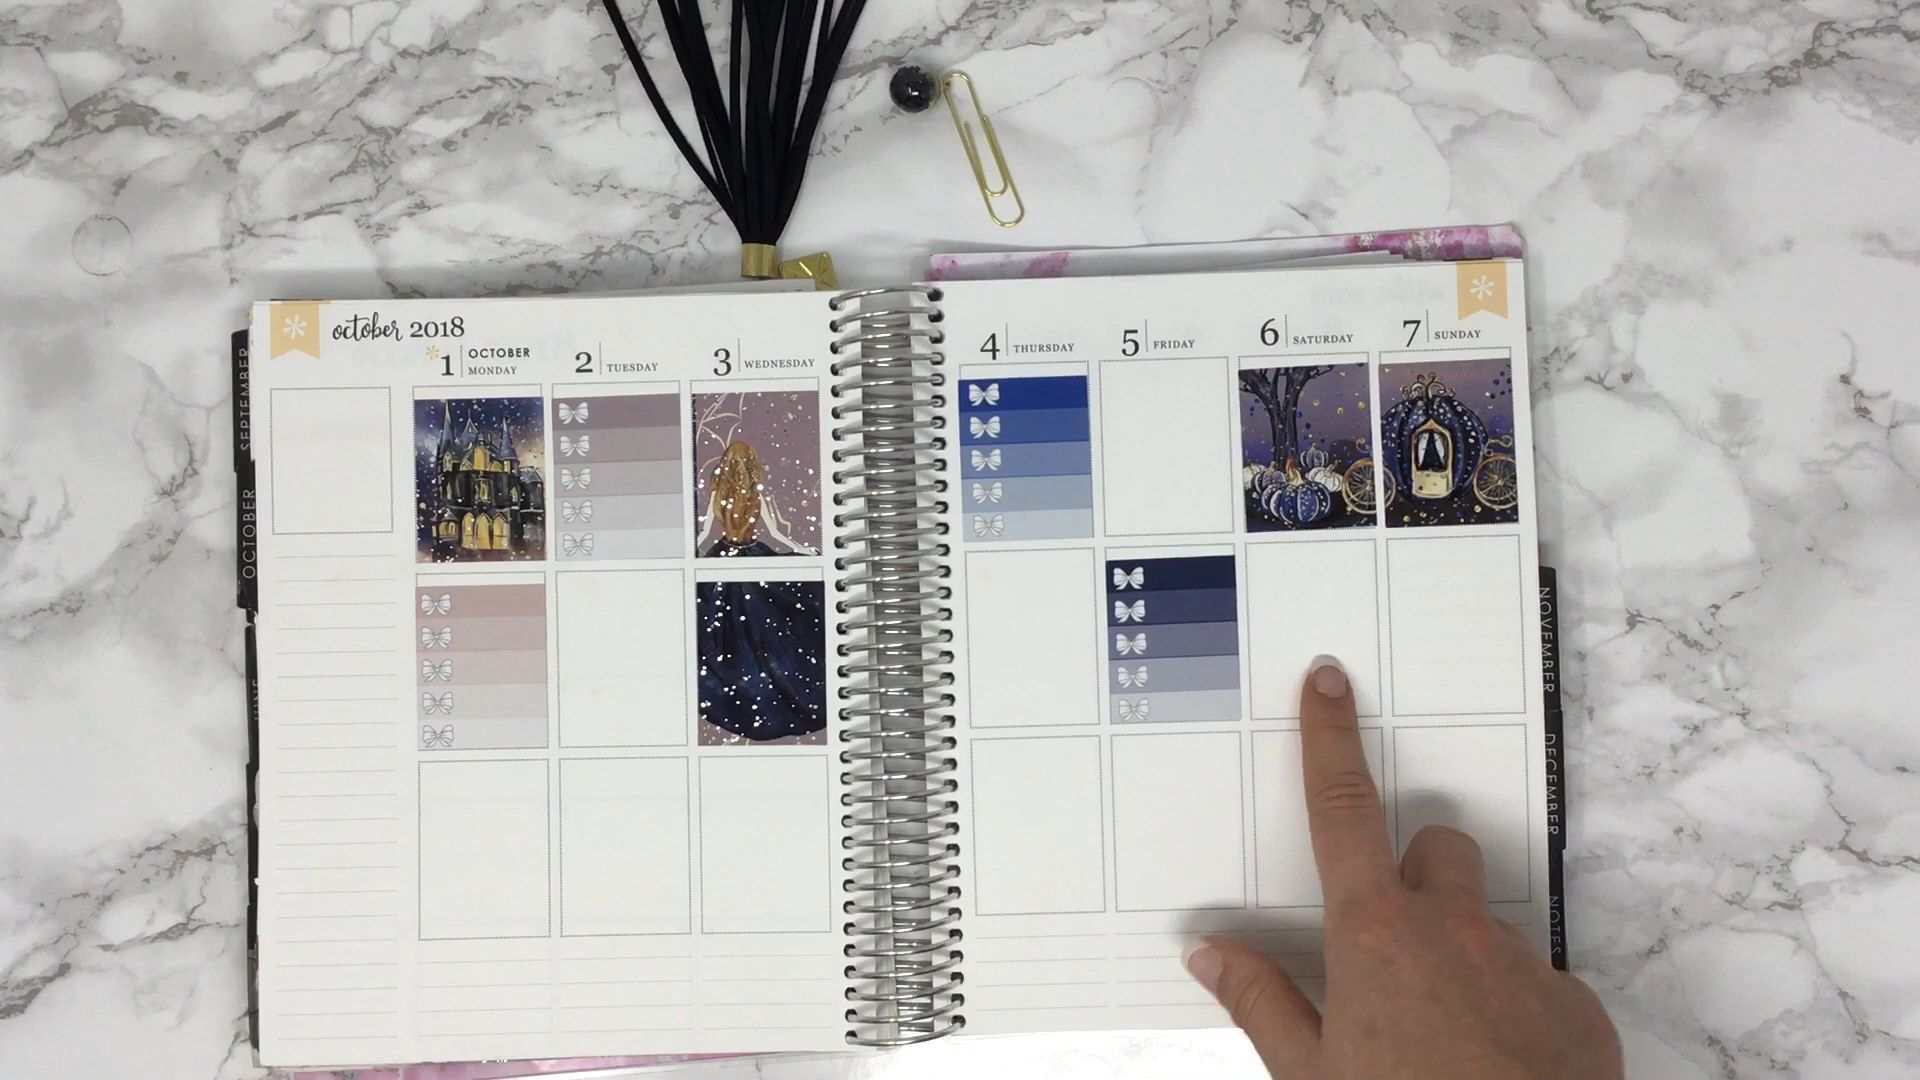 october 2018
1 OCTOBER
MONDAY
2 TUESDAY
3 WEDNESDAY
4 THURSDAY
5 FRIDAY
6 SATURDAY
7 SUNDAY
SEPTEMBER
OCTOBER
JUNE
NOVEMBER
DECEMBER
NOTES